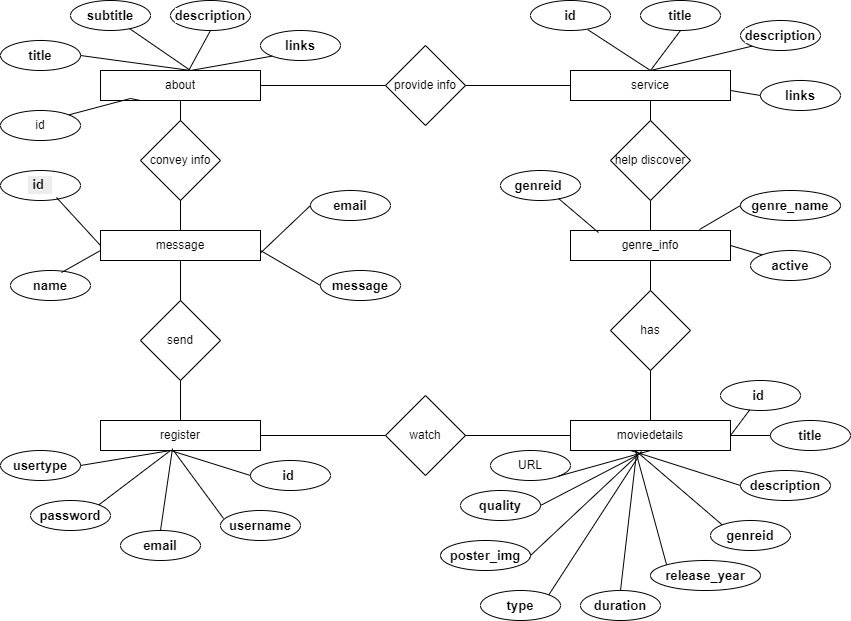 subtitle
description
id
title
title
links
description
about
provide info
service
links
id
convey info
help discover
id
genreid
email
genre_name
message
genre_info
name
message
active
send
has
id
register
watch
moviedetails
title
usertype
id
URL
description
password
username
quality
genreid
email
poster_img
release_year
type
duration